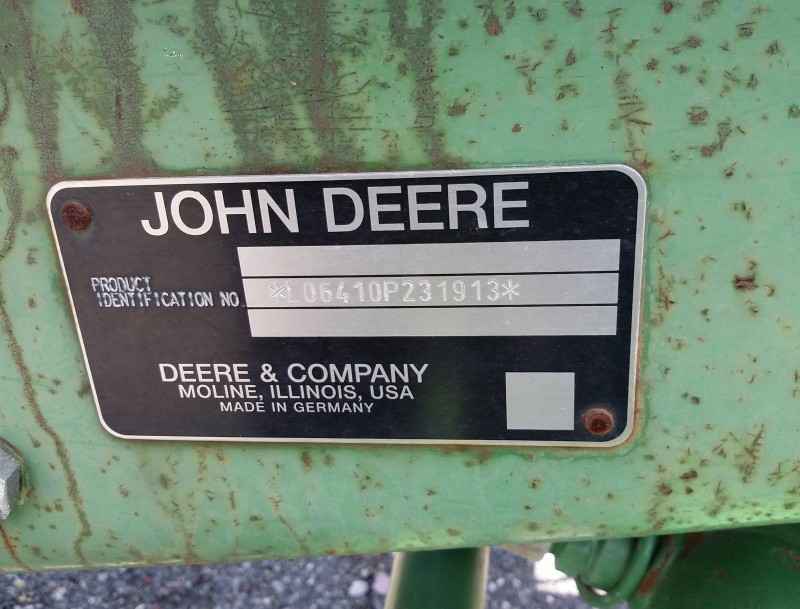 JOHN DEERE
PRODUCT
IDENTIFICATION NO.
*L06410P231913*
DEERE & COMPANY
MOLINE, ILLINOIS, USA
MADE IN GERMANY